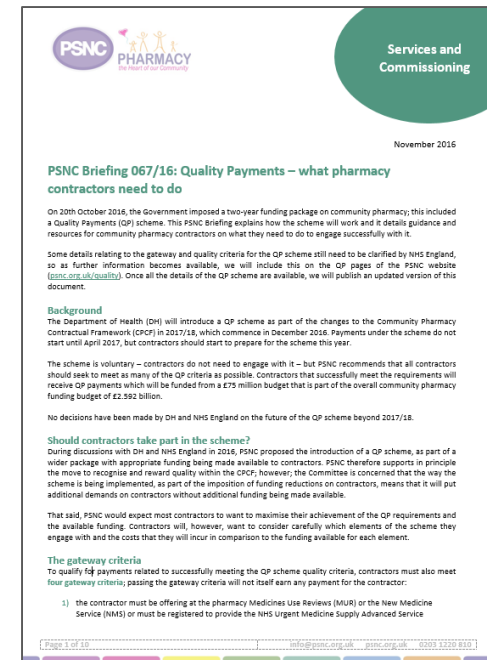 PSNC
PHARMACY
the Heart of our Community
Services and
Commissioning
November 2016
PSNC Briefing 067/16: Quality Payments – what pharmacy
contractors need to do
On 20th October 2016, the Government imposed a two-year funding package on community pharmacy; this included
a Quality Payments (QP) scheme. This PSNC Briefing explains how the scheme will work and it details guidance and
resources for community pharmacy contractors on what they need to do to engage successfully with it.
Some details relating to the gateway and quality criteria for the QP scheme still need to be clarified by NHS England,
so as further information becomes available, we will include this on the QP pages of the PSNC website
(psnc.org.uk/quality). Once all the details of the QP scheme are available, we will publish an updated version of this
document.
Background
The Department of Health (DH) will introduce a QP scheme as part of the changes to the Community Pharmacy
Contractual Framework (CPCF) in 2017/18, which commence in December 2016. Payments under the scheme do not
start until April 2017, but contractors should start to prepare for the scheme this year.
The scheme is voluntary – contractors do not need to engage with it – but PSNC recommends that all contractors
should seek to meet as many of the QP criteria as possible. Contractors that successfully meet the requirements will
receive QP payments which will be funded from a £75 million budget that is part of the overall community pharmacy
funding budget of £2.592 billion.
No decisions have been made by DH and NHS England on the future of the QP scheme beyond 2017/18.
Should contractors take part in the scheme?
During discussions with DH and NHS England in 2016, PSNC proposed the introduction of a QP scheme, as part of a
wider package with appropriate funding being made available to contractors. PSNC therefore supports in principle
the move to recognise and reward quality within the CPCF; however; the Committee is concerned that the way the
scheme is being implemented, as part of the imposition of funding reductions on contractors, means that it will put
additional demands on contractors without additional funding being made available.
That said, PSNC would expect most contractors to want to maximise their achievement of the QP requirements and
the available funding. Contractors will, however, want to consider carefully which elements of the scheme they
engage with and the costs that they will incur in comparison to the funding available for each element.
The gateway criteria
To qualify for payments related to successfully meeting the QP scheme quality criteria, contractors must also meet
four gateway criteria; passing the gateway criteria will not itself earn any payment for the contractor:
1) the contractor must be offering at the pharmacy Medicines Use Reviews (MUR) or the New Medicine
Service (NMS) or must be registered to provide the NHS Urgent Medicine Supply Advanced Service
Page 1 of 10 info@psnc.org.uk psnc.org.uk 0203 1220 810